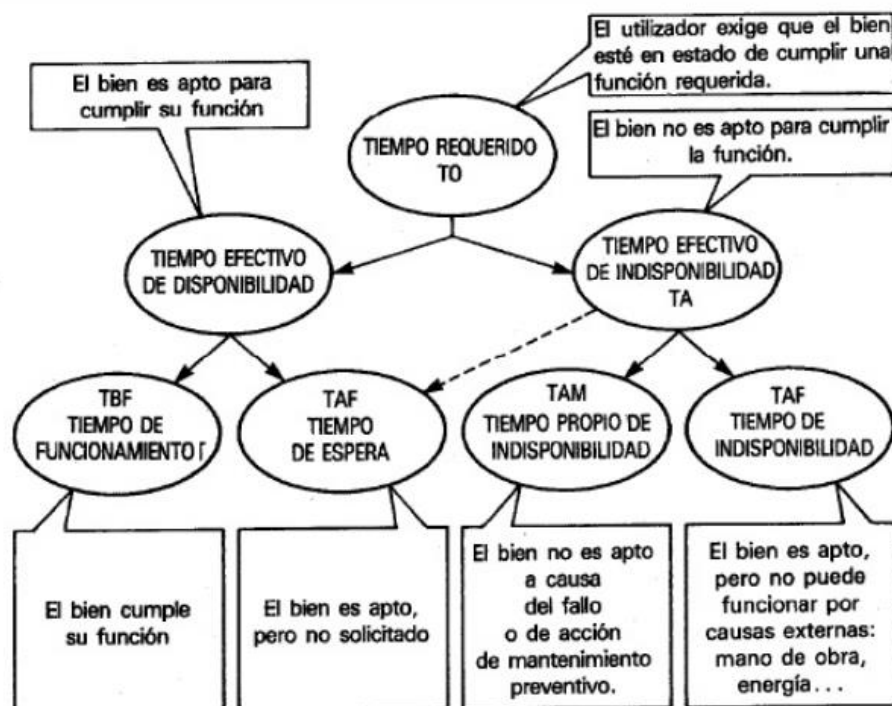 El utilizador exige que el bien
esté en estado de cumplir una
función requerida.
El bien es apto para
cumplir su función
TIEMPO REQUERIDO
TO
El bien no es apto para cumplir
la función.
TIEMPO EFECTIVO
DE DISPONIBILIDAD
TIEMPO EFECTIVO
DE INDISPONIBILIDAD
TA
TBF
TIEMPO DE
FUNCIONAMIENTO
TAF
TIEMPO
DE ESPERA
TAM
TIEMPO PROPIO DE
INDISPONIBILIDAD
TAF
TIEMPO DE
INDISPONIBILIDAD
El bien cumple
su función
El bien es apto,
pero no solicitado
El bien no es apto
a causa
del fallo
o de acción
de mantenimiento
preventivo.
El bien es apto,
pero no puede
funcionar por
causas externas:
mano de obra,
energía...